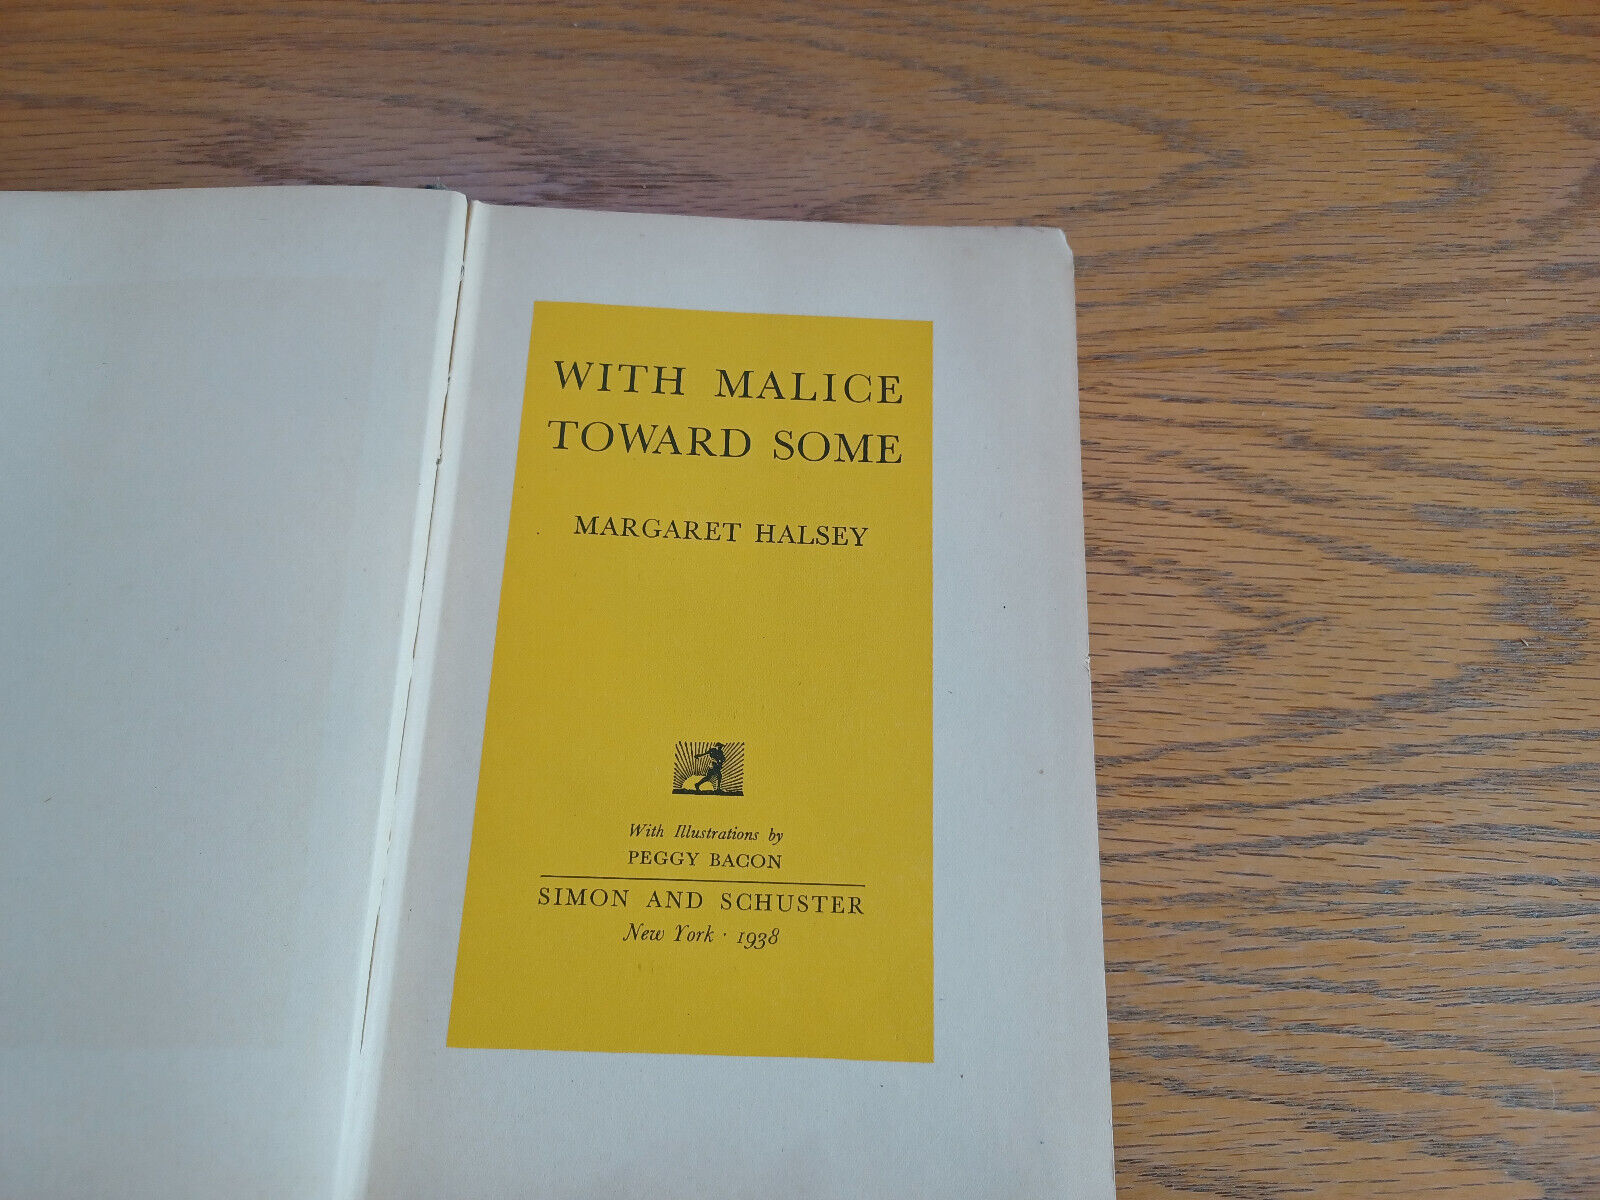 WITH MALICE
TOWARD SOME
MARGARET HALSEY
With Illustrations by
PEGGY BACON
SIMON AND SCHUSTER
New York · 1938